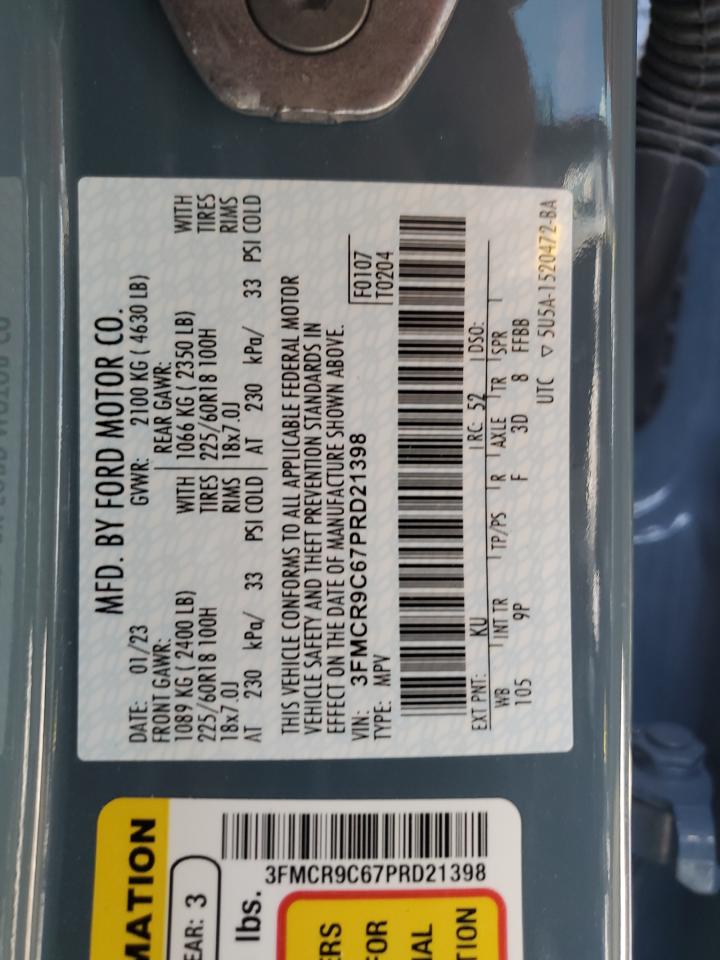 MFD. BY FORD MOTOR CO.
DATE: 01/23 GVWR: 2100 KG ( 4630 LB)
FRONT GAWR: REAR GAWR:
1089 KG ( 2400 LB) WITH 1066 KG ( 2350 LB) WITH
225/60R18 100H TIRES 225/60R18 100H TIRES
18x7.0J RIMS 18x7.0J RIMS
AT 230 kPa/ 33 PSI COLD AT 230 kPa/ 33 PSI COLD
THIS VEHICLE CONFORMS TO ALL APPLICABLE FEDERAL MOTOR
VEHICLE SAFETY AND THEFT PREVENTION STANDARDS IN
EFFECT ON THE DATE OF MANUFACTURE SHOWN ABOVE.
VIN: 3FMCR9C67PRD21398 F0107
TYPE: MPV T0204
EXT PNT: KU RC: 52 DSO:
WB INT TR TP/PS R AXLE TR SPR
105 9P F 3D 8 FFBB
UTC ▽ 5U5A-1520472-BA
MATION
EAR: 3
lbs.
3FMCR9C67PRD21398
ERS
FOR
IAL
TION